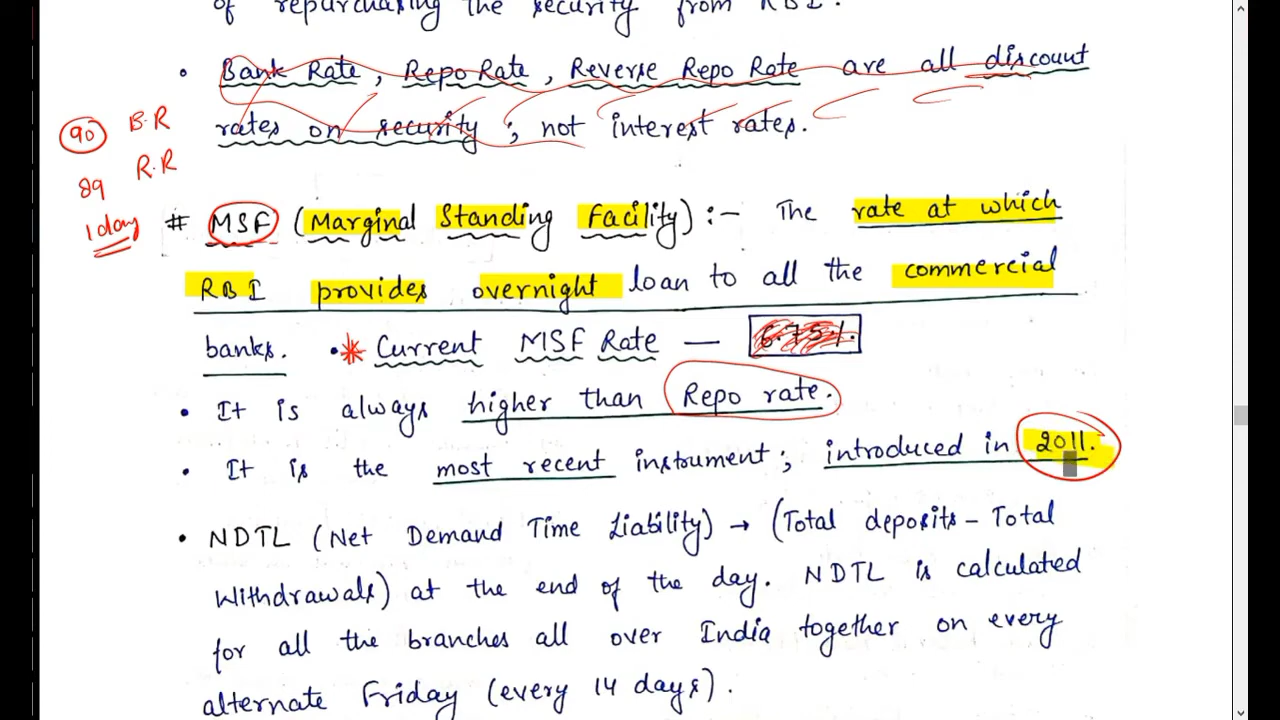 of repurchasing the security from RBI.
• Bank Rate, Repo Rate, Reverse Repo Rate are all discount
rates on security ; not interest rates.
90 B.R
R.R
89
1 day
# MSF (Marginal Standing Facility) :- The rate at which
RBI provides overnight loan to all the commercial
banks. • * Current MSF Rate — 6.75%.
• It is always higher than Repo rate.
• It is the most recent instrument ; introduced in 2011.
• NDTL (Net Demand Time Liability) → (Total deposits - Total
Withdrawals) at the end of the day. NDTL is calculated
for all the branches all over India together on every
alternate Friday (every 14 days).